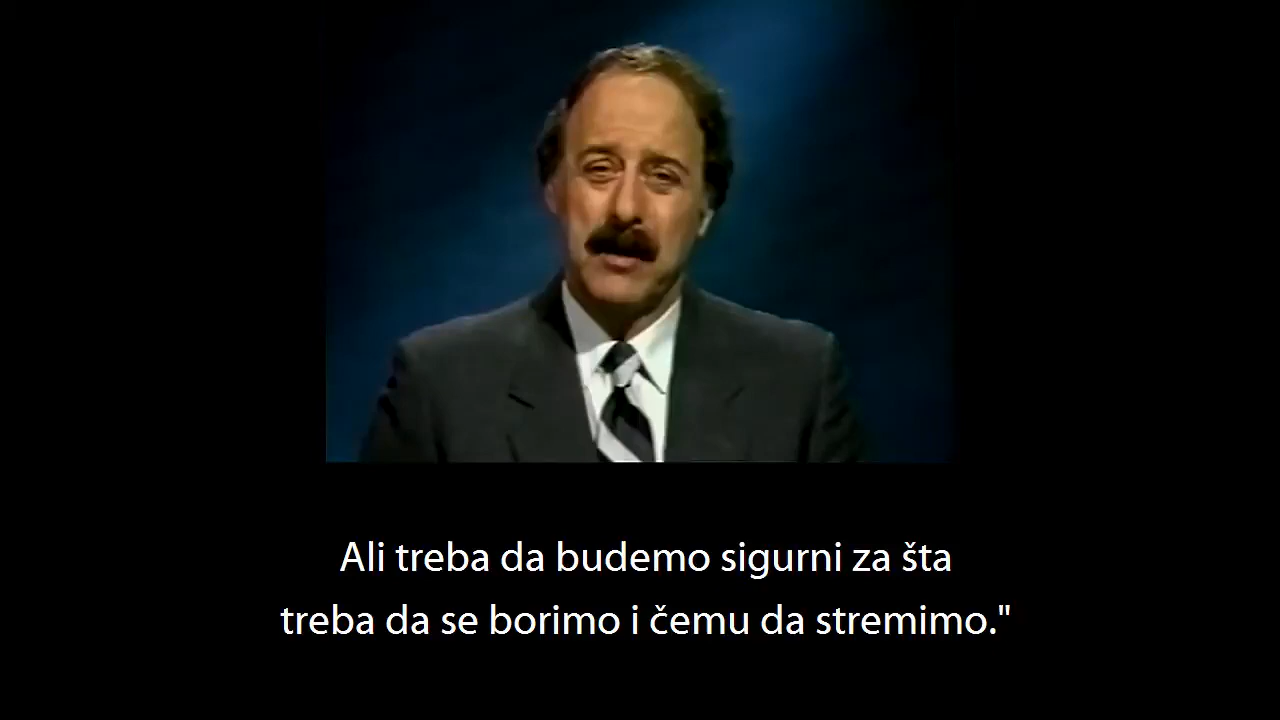 Ali treba da budemo sigurni za šta
treba da se borimo i čemu da stremimo."